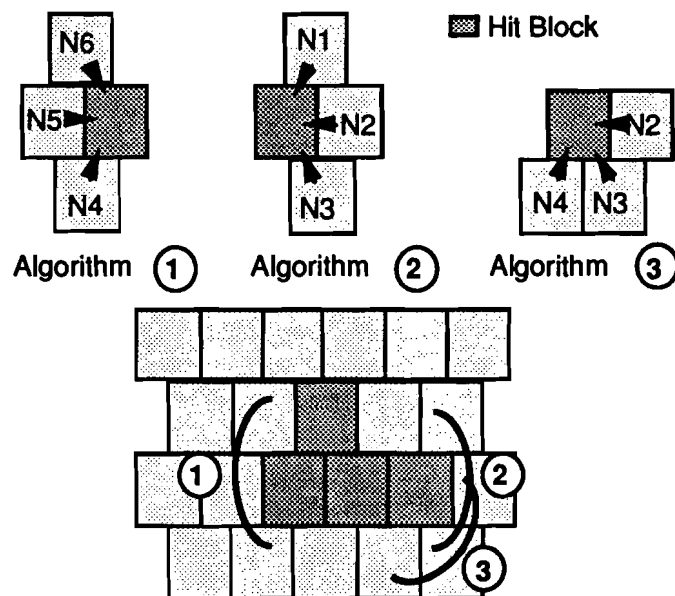 N6
N5
N4
Algorithm 1
N1
N2
N3
Algorithm 2
Hit Block
N2
N4 N3
Algorithm 3
1
2
3